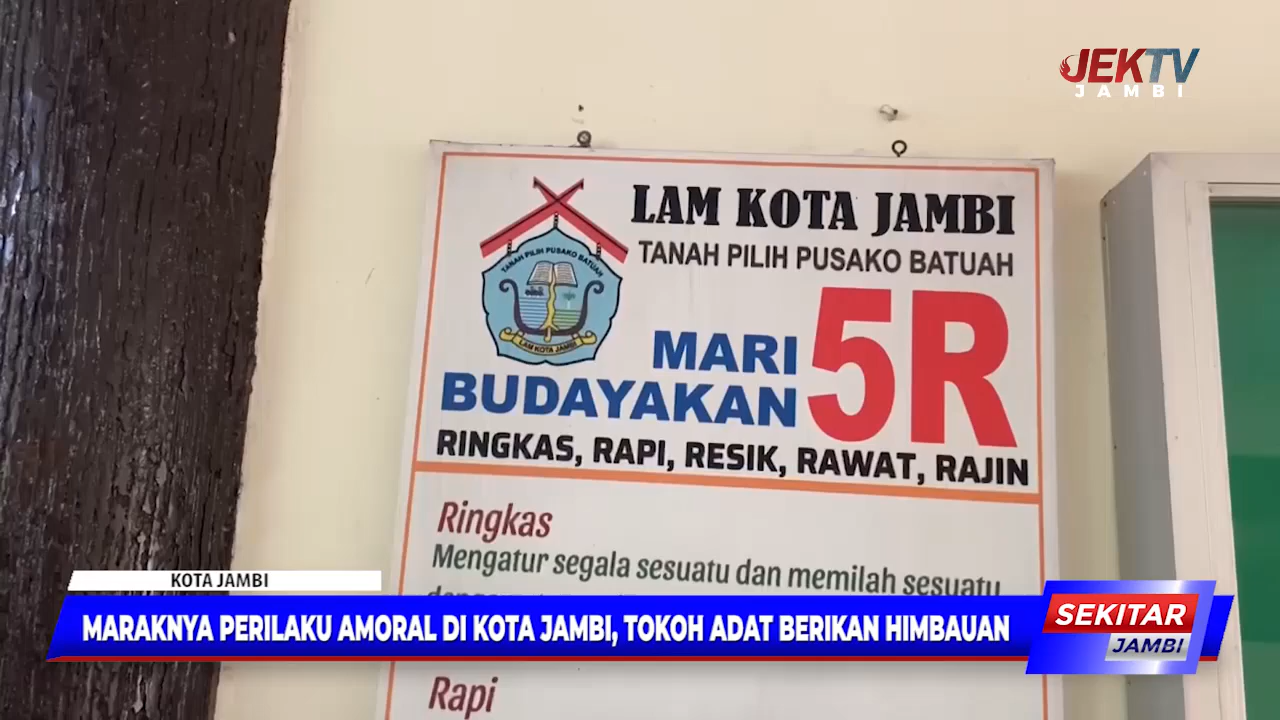 JEKTV
JAMBI
LAM KOTA JAMBI
TANAH PILIH PUSAKO BATUAH
TANAH PILIH PUSAKO BATUAH
LAM KOTA JAMBI
MARI
BUDAYAKAN
5R
RINGKAS, RAPI, RESIK, RAWAT, RAJIN
Ringkas
Mengatur segala sesuatu dan memilah sesuatu
KOTA JAMBI
MARAKNYA PERILAKU AMORAL DI KOTA JAMBI, TOKOH ADAT BERIKAN HIMBAUAN
SEKITAR
JAMBI
Rapi